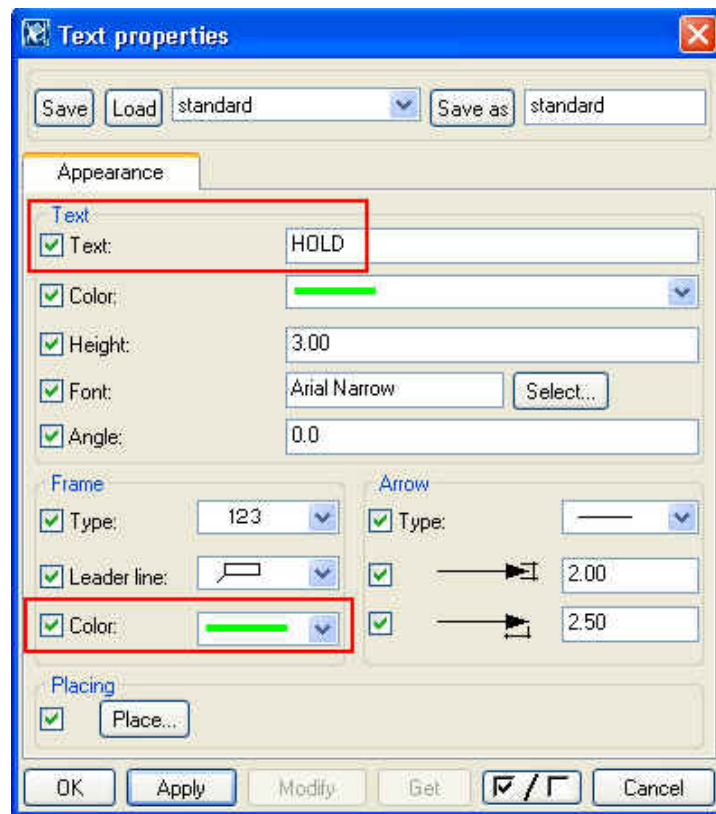 Text properties
Save Load standard Save as standard
Appearance
Text
Text: HOLD
Color:
Height: 3.00
Font: Arial Narrow Select...
Angle: 0.0
Frame Arrow
Type: 123 Type:
Leader line: 2.00
Color: 2.50
Placing
Place...
OK Apply Modify Get / Cancel